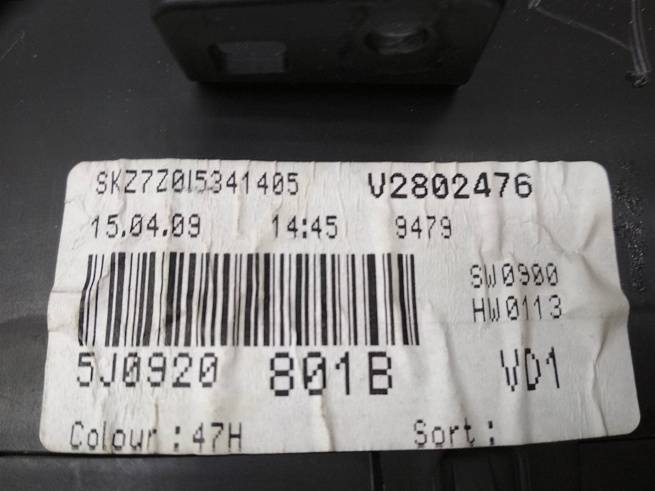 SKZ7Z0I5341405 V2802476
15.04.09 14:45 9479
SW0900
HW0113
5J0920 801B VD1
Colour : 47H Sort :